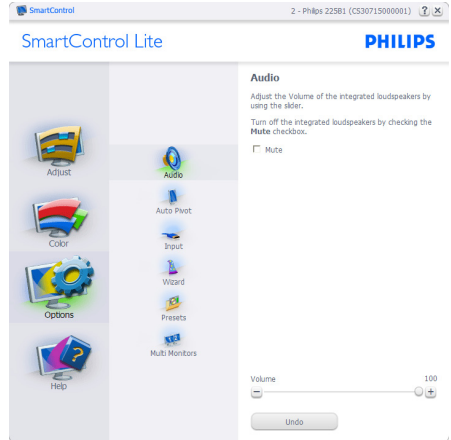 SmartControl
2 - Philips 225B1 (CS30715000001)
SmartControl Lite
PHILIPS
Adjust
Color
Options
Help
Audio
Auto Pivot
Input
Wizard
Presets
Multi Monitors
Audio
Adjust the Volume of the integrated loudspeakers by
using the slider.
Turn off the integrated loudspeakers by checking the
Mute checkbox.
Mute
Volume
100
Undo